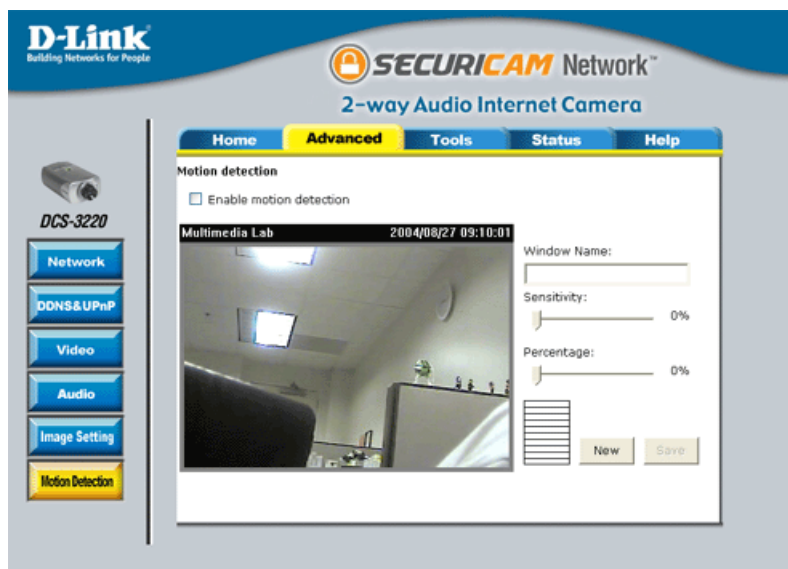 D-Link
Building Networks for People
SECURICAM Network™
2-way Audio Internet Camera
Home
Advanced
Tools
Status
Help
DCS-3220
Network
DDNS&UPnP
Video
Audio
Image Setting
Motion Detection
Motion detection
Enable motion detection
Multimedia Lab 2004/08/27 09:10:01
Window Name:
Sensitivity:
0%
Percentage:
0%
New
Save